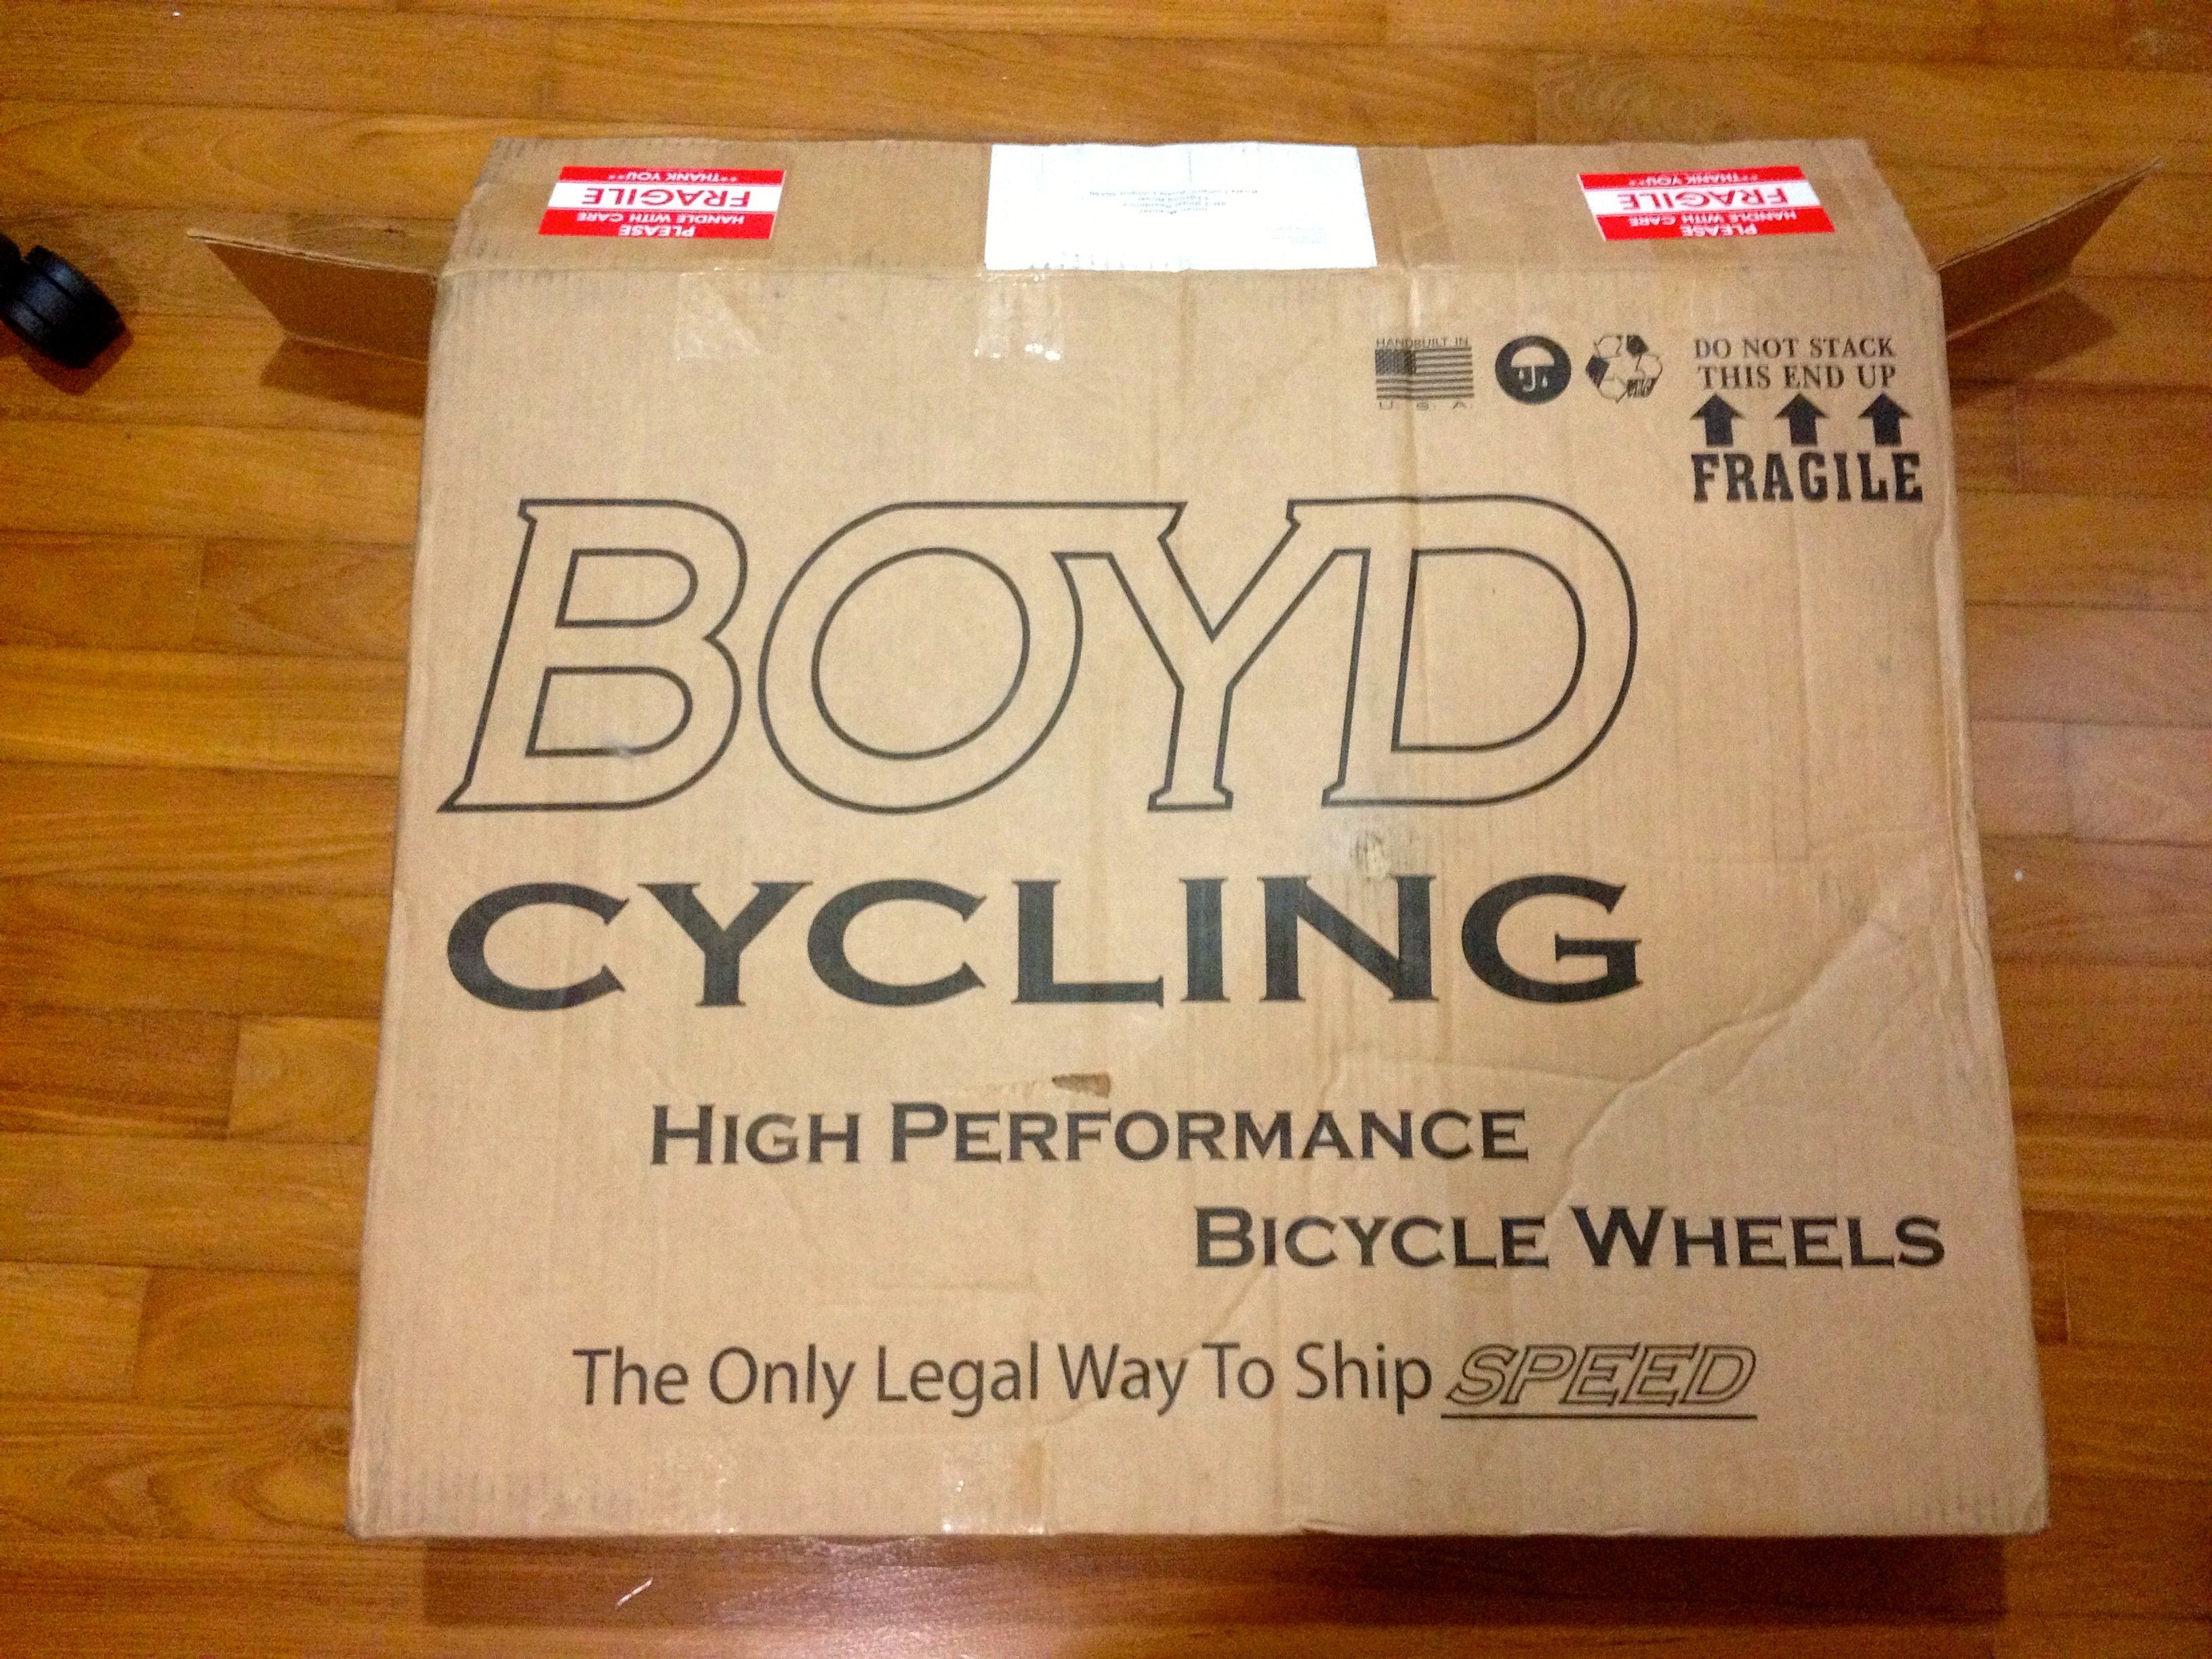 PLEASE
HANDLE WITH CARE
FRAGILE
**THANK YOU**
PLEASE
HANDLE WITH CARE
FRAGILE
**THANK YOU**
HANDBUILT IN
U.S.A.
DO NOT STACK
THIS END UP
FRAGILE
BOYD
CYCLING
HIGH PERFORMANCE
BICYCLE WHEELS
The Only Legal Way To Ship SPEED